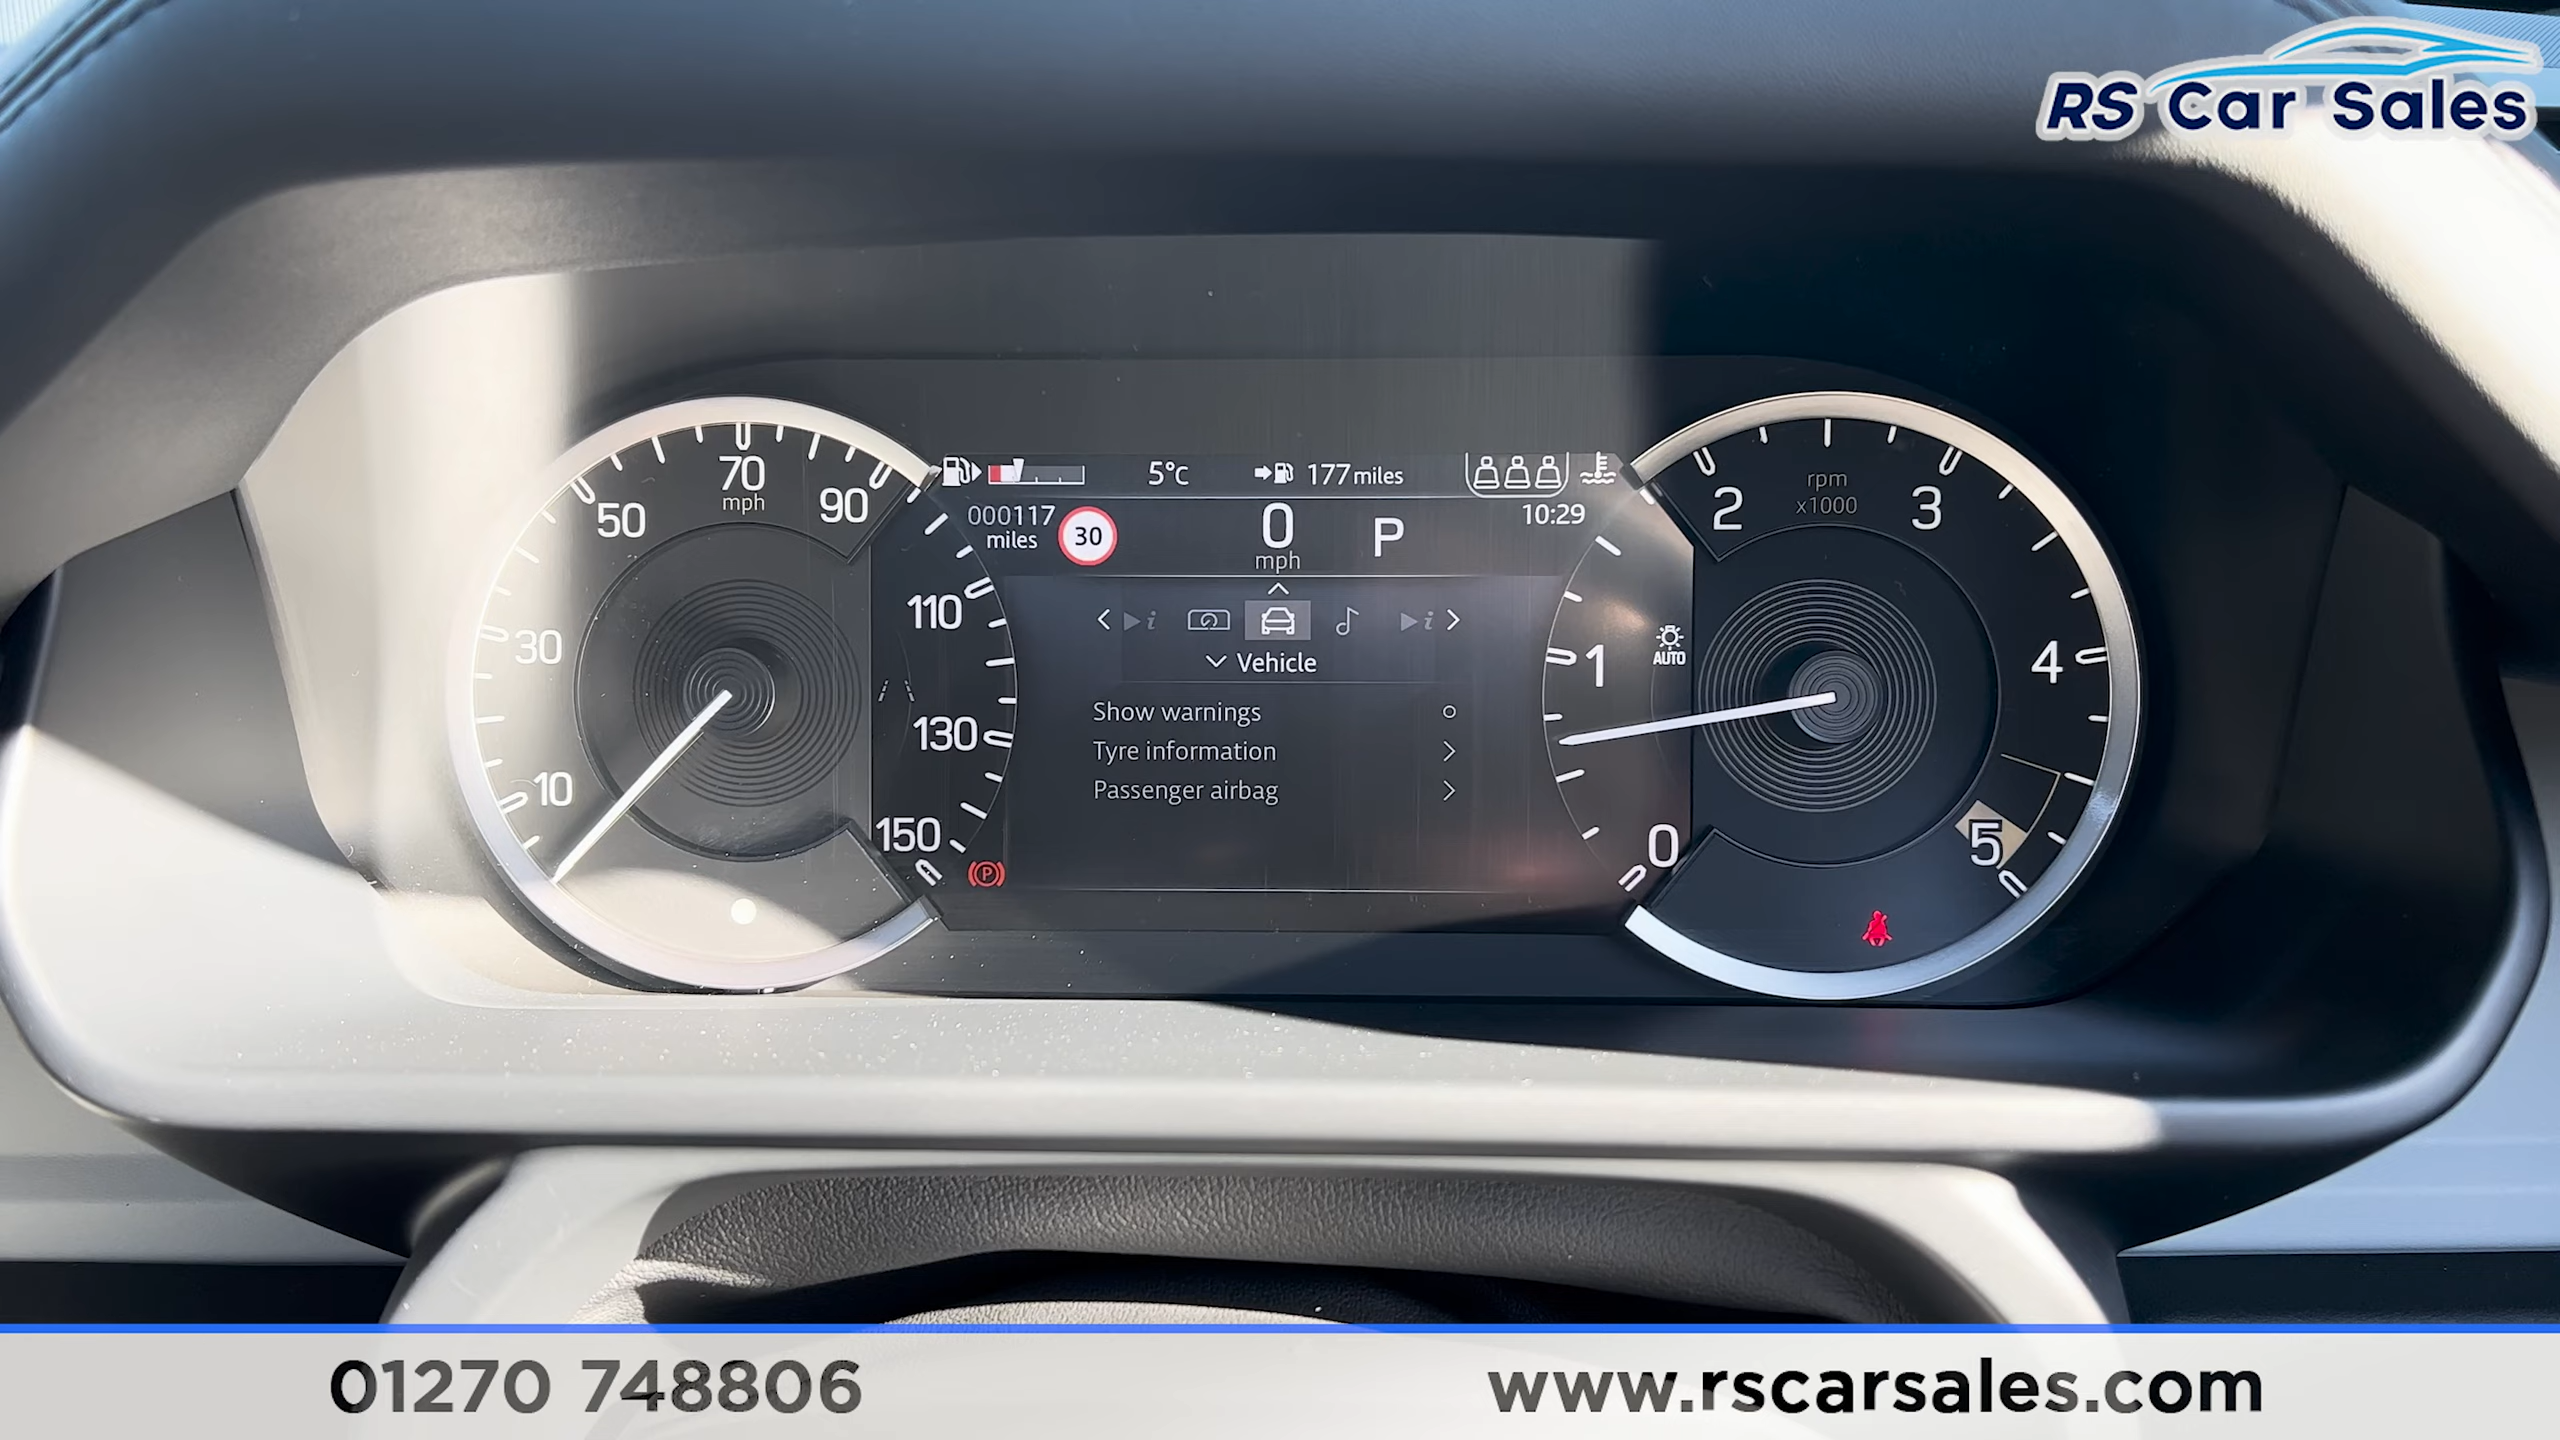 RS Car Sales
5°C
177 miles
000117
miles
30
0
mph
P
10:29
Vehicle
Show warnings
Tyre information
Passenger airbag
10
30
50
70
mph
90
110
130
150
0
1
2
3
4
5
rpm
x1000
AUTO
P
01270 748806
www.rscarsales.com